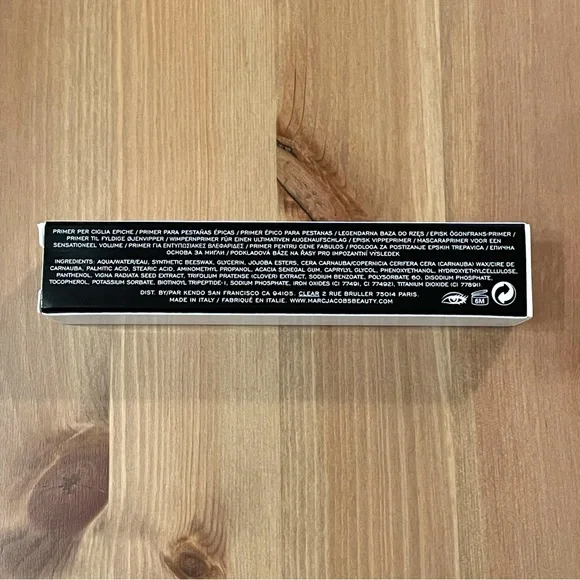 PRIMER PER CIGLIA EPICHE / PRIMER PARA PESTAÑAS ÉPICAS / PRIMER ÉPICO PARA PESTANAS / LEGENDARNA BAZA DO RZĘS / EPISK ÖGONFRANS-PRIMER /
PRIMER TIL FYLDIGE ØJENVIPPER / WIMPERNPRIMER FÜR EINEN ULTIMATIVEN AUGENAUFSCHLAG / EPISK VIPPEPRIMER / MASCARAPRIMER VOOR EEN
SENSATIONEEL VOLUME / PRIMER ΓΙΑ ΕΝΤΥΠΩΣΙΑΚΕΣ ΒΛΕΦΑΡΙΔΕΣ / PRIMER PENTRU GENE FABULOS / PODLOGA ZA POSTIZANJE EPSKIH TREPAVICA / ЕПИЧНА
ОСНОВА ЗА МИГЛИ / PODKLADOVÁ BÁZE NA ŘASY PRO IMPOZANTNÍ VÝSLEDEK
INGREDIENTS: AQUA/WATER/EAU, SYNTHETIC BEESWAX, GLYCERIN, JOJOBA ESTERS, CERA CARNAUBA/COPERNICIA CERIFERA CERA (CARNAUBA) WAX/CIRE DE
CARNAUBA, PALMITIC ACID, STEARIC ACID, AMINOMETHYL PROPANOL, ACACIA SENEGAL GUM, CAPRYLYL GLYCOL, PHENOXYETHANOL, HYDROXYETHYLCELLULOSE,
PANTHENOL, VIGNA RADIATA SEED EXTRACT, TRIFOLIUM PRATENSE (CLOVER) EXTRACT, SODIUM BENZOATE, POLYSORBATE 60, DISODIUM PHOSPHATE,
TOCOPHEROL, POTASSIUM SORBATE, BIOTINOYL TRIPEPTIDE-1, SODIUM PHOSPHATE, IRON OXIDES (CI 77491, CI 77492), TITANIUM DIOXIDE (CI 77891).
DIST. BY/PAR KENDO SAN FRANCISCO CA 94105. CLEAR 2 RUE BRULLER 75014 PARIS.
MADE IN ITALY / FABRIQUÉ EN ITALIE. WWW.MARCJACOBSBEAUTY.COM
6M